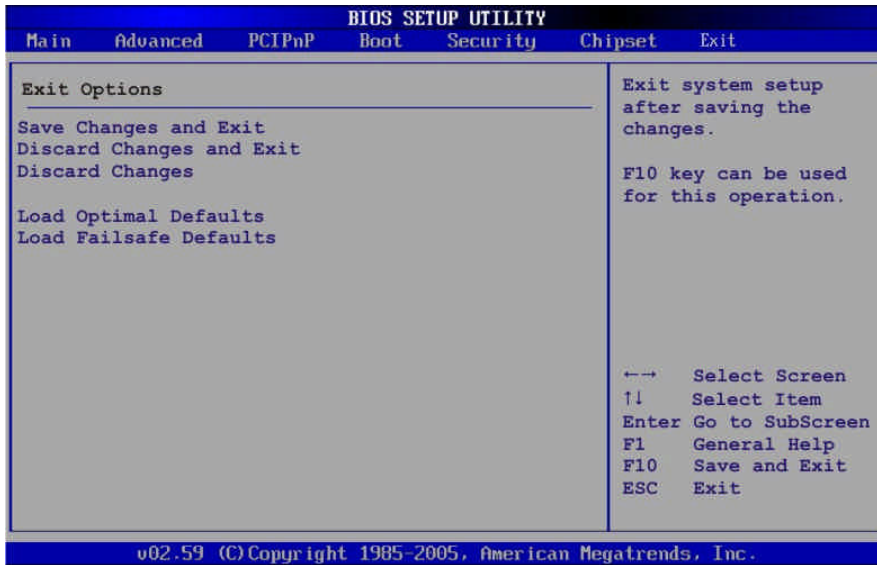 BIOS SETUP UTILITY
Main Advanced PCIPnP Boot Security Chipset Exit
Exit Options
Save Changes and Exit
Discard Changes and Exit
Discard Changes
Load Optimal Defaults
Load Failsafe Defaults
Exit system setup
after saving the
changes.
F10 key can be used
for this operation.
←→ Select Screen
↑↓ Select Item
Enter Go to SubScreen
F1 General Help
F10 Save and Exit
ESC Exit
v02.59 (C)Copyright 1985-2005, American Megatrends, Inc.